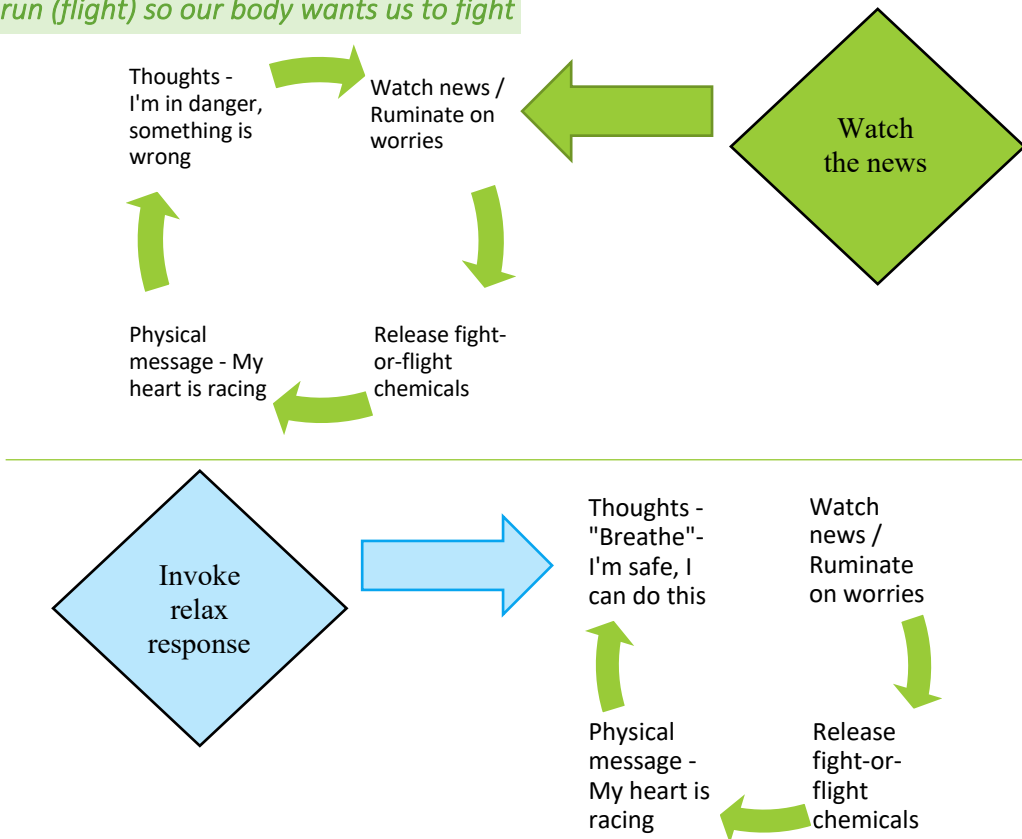 run (flight) so our body wants us to fight
Thoughts -
I'm in danger,
something is
wrong
Watch news /
Ruminate on
worries
Watch
the news
Physical
message - My
heart is racing
Release fight-
or-flight
chemicals
Invoke
relax
response
Thoughts -
"Breathe"-
I'm safe, I
can do this
Watch
news /
Ruminate
on worries
Physical
message -
My heart is
racing
Release
fight-or-
flight
chemicals